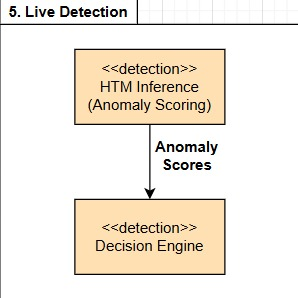 5. Live Detection
<<detection>>
HTM Inference
(Anomaly Scoring)
Anomaly
Scores
<<detection>>
Decision Engine